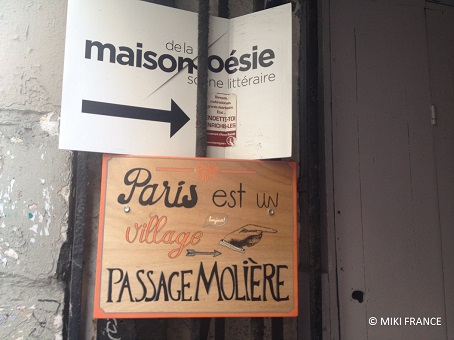 de la
maison poésie
scène littéraire
Paris EST UN
village
PASSAGE MOLIÈRE
© MIKI FRANCE